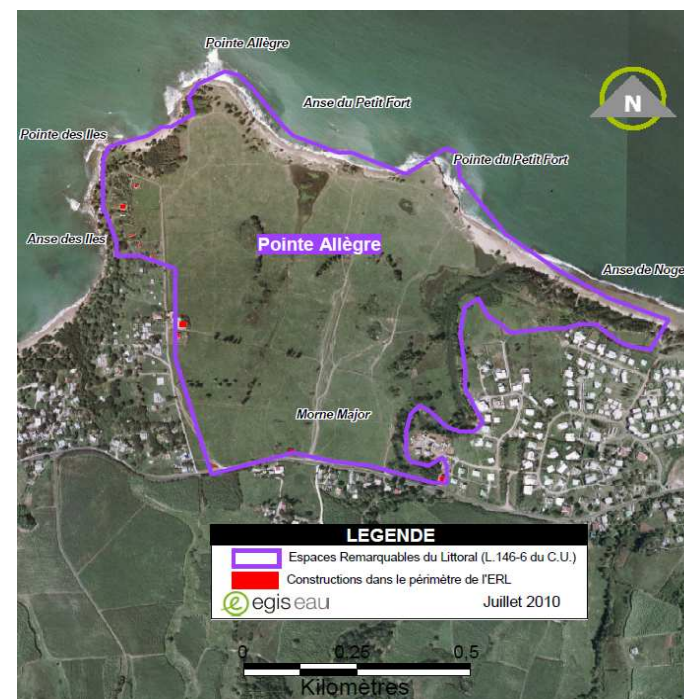 Pointe Allègre
Anse du Petit Fort
N
Pointe des Iles
Pointe du Petit Fort
Anse des Iles
Pointe Allègre
Anse de Noge
Morne Major
LEGENDE
Espaces Remarquables du Littoral (L.146-6 du C.U.)
Constructions dans le périmètre de l'ERL
egis eau
Juillet 2010
0 0,25 0,5
Kilomètres